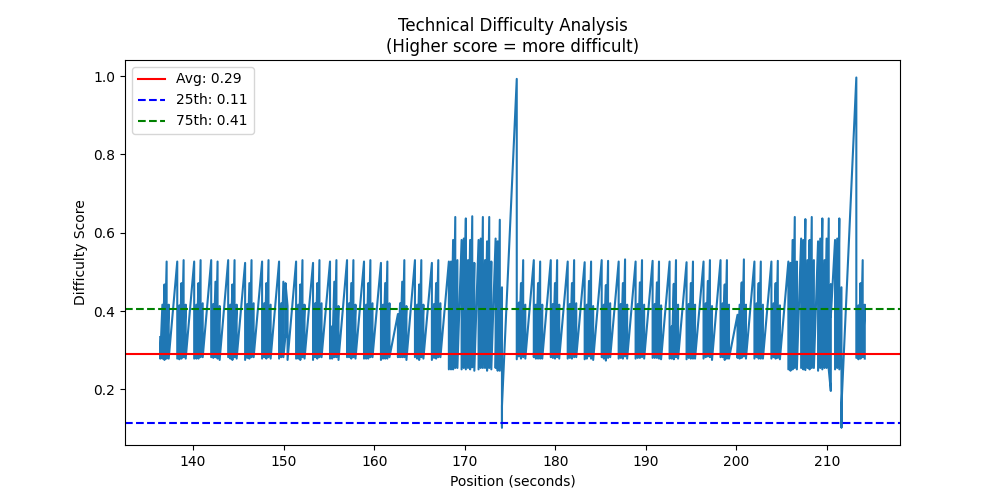 Technical Difficulty Analysis
(Higher score = more difficult)
Avg: 0.29
25th: 0.11
75th: 0.41
Difficulty Score
1.0
0.8
0.6
0.4
0.2
140 150 160 170 180 190 200 210
Position (seconds)